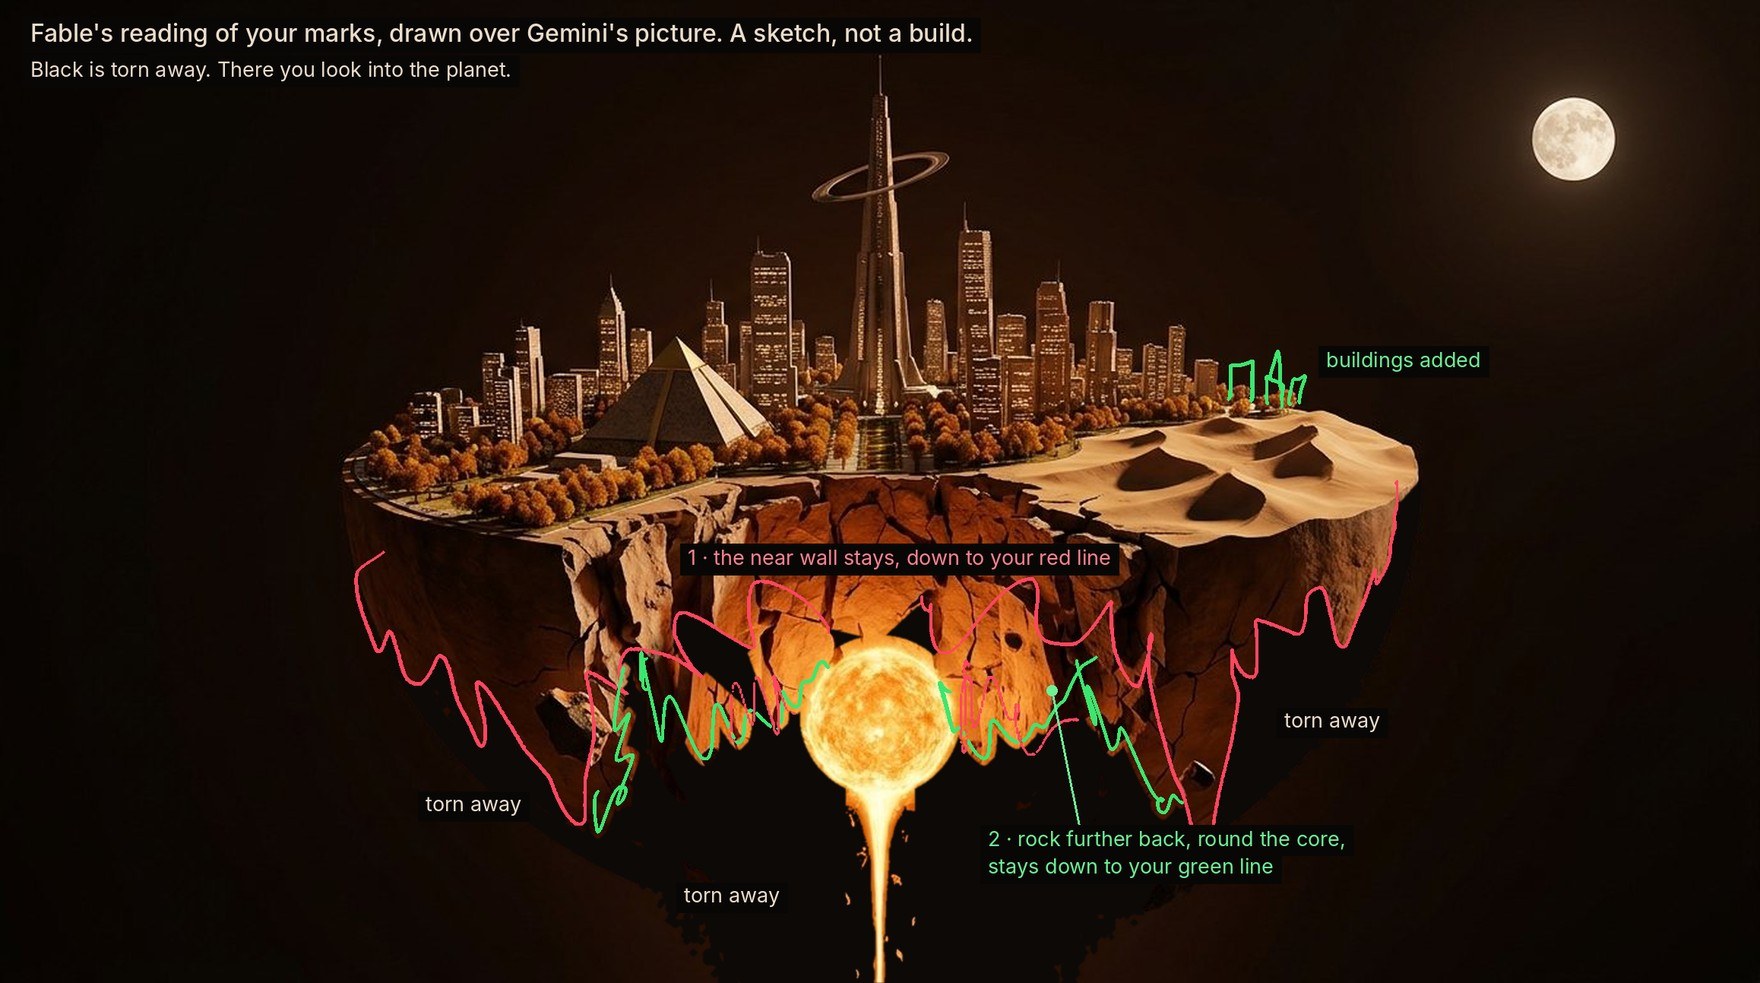 Fable's reading of your marks, drawn over Gemini's picture. A sketch, not a build.
Black is torn away. There you look into the planet.
buildings added
1 · the near wall stays, down to your red line
torn away
torn away
2 · rock further back, round the core,
stays down to your green line
torn away